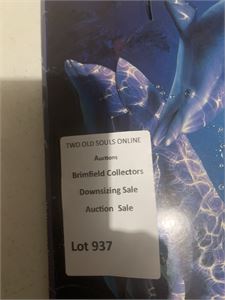 TWO OLD SOULS ONLINE
Auctions
Brimfield Collectors
Downsizing Sale
Auction Sale
Lot 937